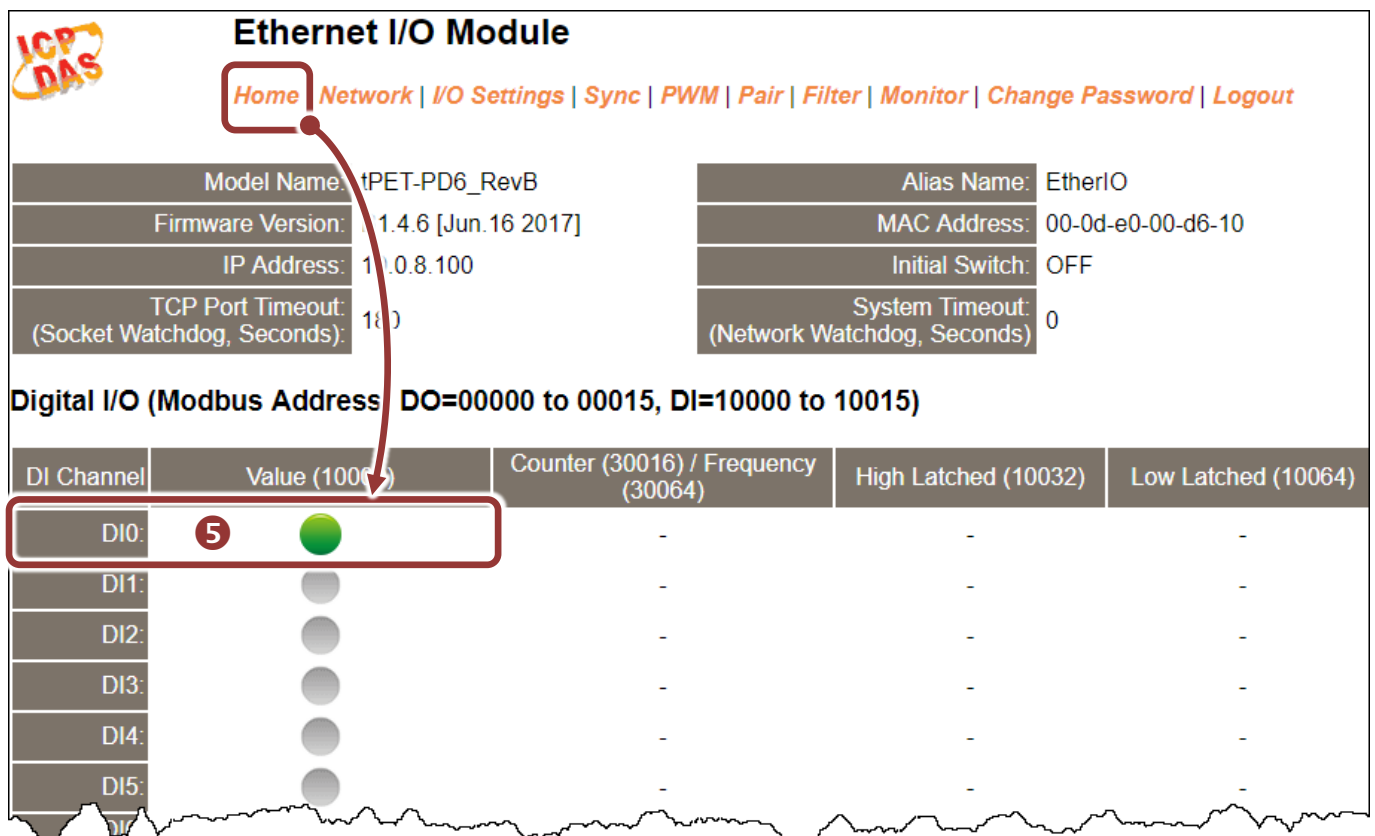 ICP DAS
Ethernet I/O Module
Home Network | I/O Settings | Sync | PWM | Pair | Filter | Monitor | Change Password | Logout
Model Name: tPET-PD6_RevB Alias Name: EtherIO
Firmware Version: 1.4.6 [Jun.16 2017] MAC Address: 00-0d-e0-00-d6-10
IP Address: 10.0.8.100 Initial Switch: OFF
TCP Port Timeout: (Socket Watchdog, Seconds): 180 System Timeout: (Network Watchdog, Seconds) 0
Digital I/O (Modbus Address DO=00000 to 00015, DI=10000 to 10015)
DI Channel Value Counter (30016) / Frequency (30064) High Latched (10032) Low Latched (10064)
DI0: 5 - - -
DI1: - - -
DI2: - - -
DI3: - - -
DI4: - - -
DI5: - - -